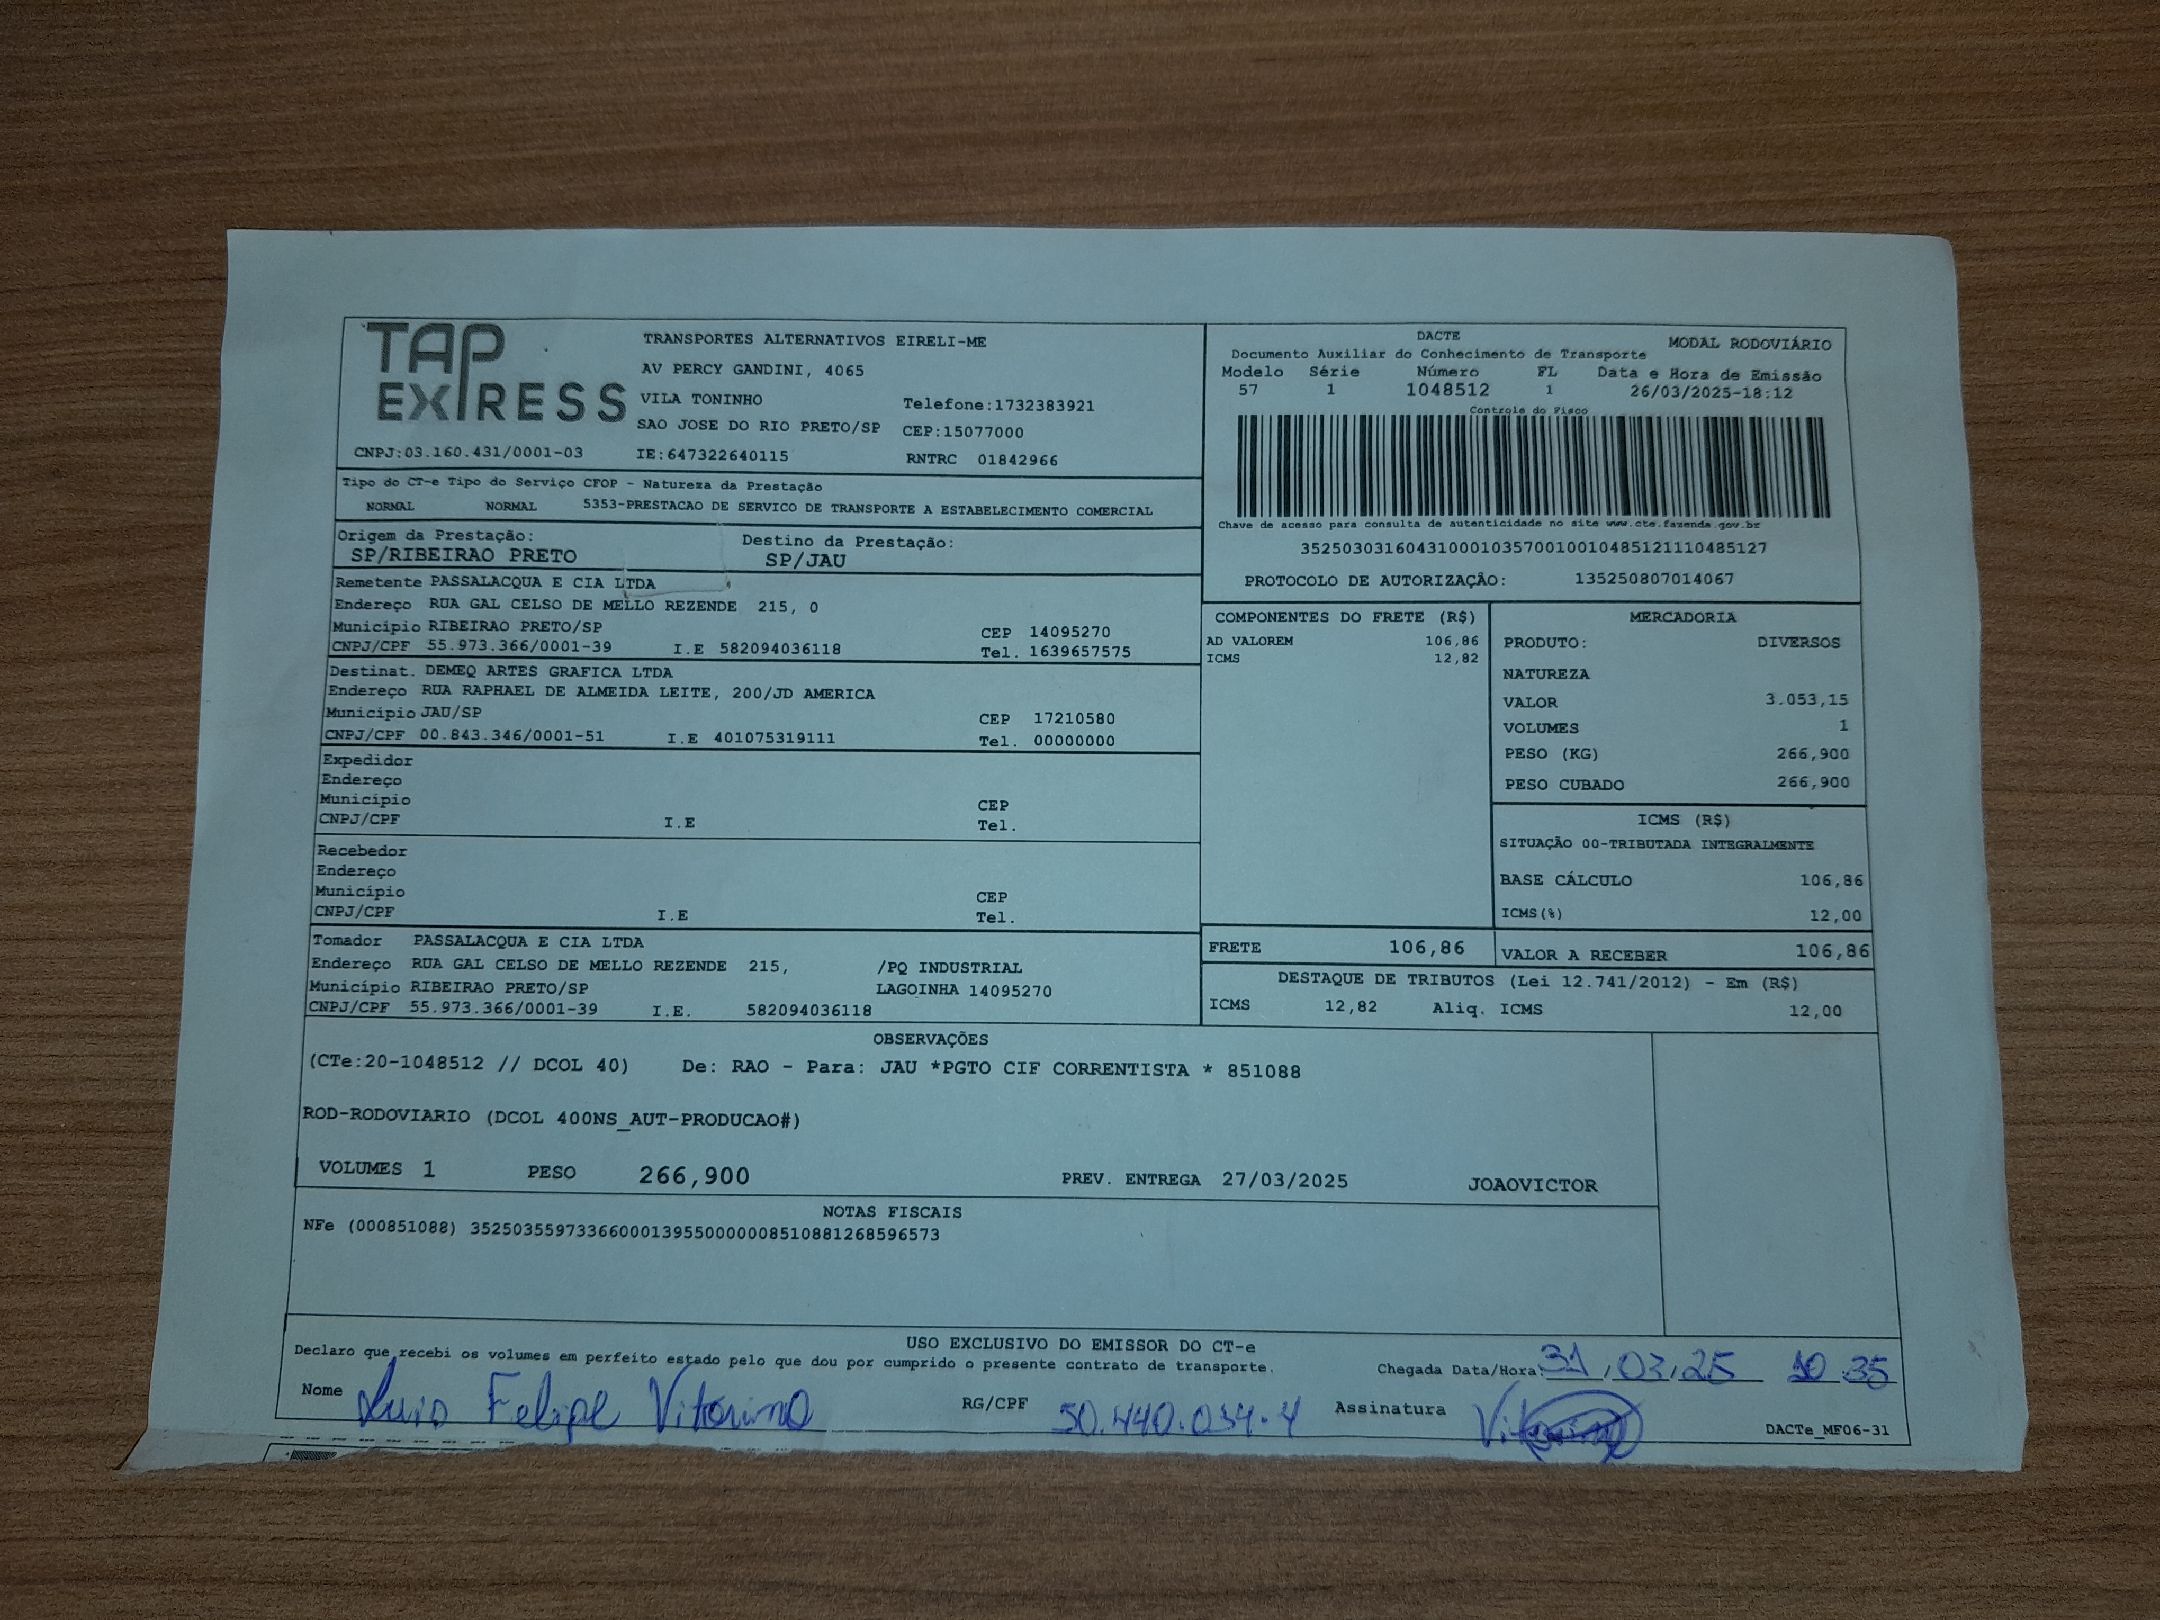 TAP EXPRESS
TRANSPORTES ALTERNATIVOS EIRELI-ME
AV PERCY GANDINI, 4065
VILA TONINHO Telefone:1732383921
SAO JOSE DO RIO PRETO/SP CEP:15077000
CNPJ:03.160.431/0001-03 IE:647322640115 RNTRC 01842966
DACTE MODAL RODOVIÁRIO
Documento Auxiliar do Conhecimento de Transporte
Modelo Série Número FL Data e Hora de Emissão
57 1 1048512 1 26/03/2025-18:12
Controle do Fisco
Chave de acesso para consulta de autenticidade no site www.cte.fazenda.gov.br
35250303160431000103570010010485121110485127
PROTOCOLO DE AUTORIZAÇÃO: 135250807014067
Tipo do CT-e Tipo do Serviço CFOP - Natureza da Prestação
NORMAL NORMAL 5353-PRESTACAO DE SERVICO DE TRANSPORTE A ESTABELECIMENTO COMERCIAL
Origem da Prestação: Destino da Prestação:
SP/RIBEIRAO PRETO SP/JAU
Remetente PASSALACQUA E CIA LTDA
Endereço RUA GAL CELSO DE MELLO REZENDE 215, 0
Município RIBEIRAO PRETO/SP CEP 14095270
CNPJ/CPF 55.973.366/0001-39 I.E 582094036118 Tel. 1639657575
Destinat. DEMEQ ARTES GRAFICA LTDA
Endereço RUA RAPHAEL DE ALMEIDA LEITE, 200/JD AMERICA
Município JAU/SP CEP 17210580
CNPJ/CPF 00.843.346/0001-51 I.E 401075319111 Tel. 00000000
Expedidor
Endereço
Município CEP
CNPJ/CPF I.E Tel.
Recebedor
Endereço
Município CEP
CNPJ/CPF I.E Tel.
Tomador PASSALACQUA E CIA LTDA
Endereço RUA GAL CELSO DE MELLO REZENDE 215, /PQ INDUSTRIAL
Município RIBEIRAO PRETO/SP LAGOINHA 14095270
CNPJ/CPF 55.973.366/0001-39 I.E. 582094036118
COMPONENTES DO FRETE (R$)
AD VALOREM 106,86
ICMS 12,82
MERCADORIA
PRODUTO: DIVERSOS
NATUREZA
VALOR 3.053,15
VOLUMES 1
PESO (KG) 266,900
PESO CUBADO 266,900
ICMS (R$)
SITUAÇÃO 00-TRIBUTADA INTEGRALMENTE
BASE CÁLCULO 106,86
ICMS(%) 12,00
FRETE 106,86 VALOR A RECEBER 106,86
DESTAQUE DE TRIBUTOS (Lei 12.741/2012) - Em (R$)
ICMS 12,82 Aliq. ICMS 12,00
OBSERVAÇÕES
(CTe:20-1048512 // DCOL 40) De: RAO - Para: JAU *PGTO CIF CORRENTISTA * 851088
ROD-RODOVIARIO (DCOL 400NS_AUT-PRODUCAO#)
VOLUMES 1 PESO 266,900 PREV. ENTREGA 27/03/2025 JOAOVICTOR
NOTAS FISCAIS
NFe (000851088) 35250355973366000139550000008510881268596573
USO EXCLUSIVO DO EMISSOR DO CT-e
Declaro que recebi os volumes em perfeito estado pelo que dou por cumprido o presente contrato de transporte. Chegada Data/Hora: 31/03/25 10:35
Nome Luis Felipe Vitorino RG/CPF 50.440.034-4 Assinatura Vitorino
DACTe_MF06-31